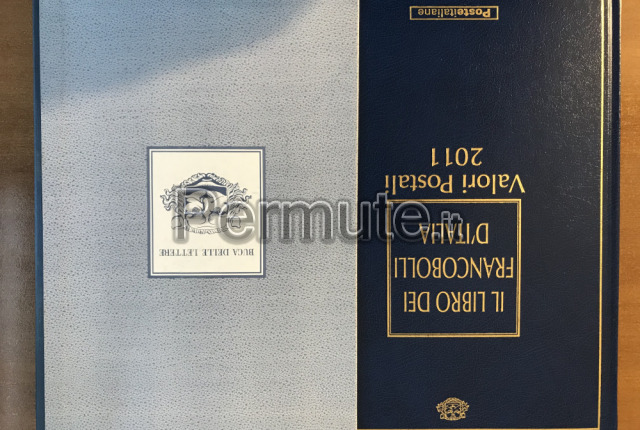 IL LIBRO DEI
FRANCOBOLLI
D'ITALIA
Valori Postali
2011
Posteitaliane
BUCA DELLE LETTERE
Permute.it